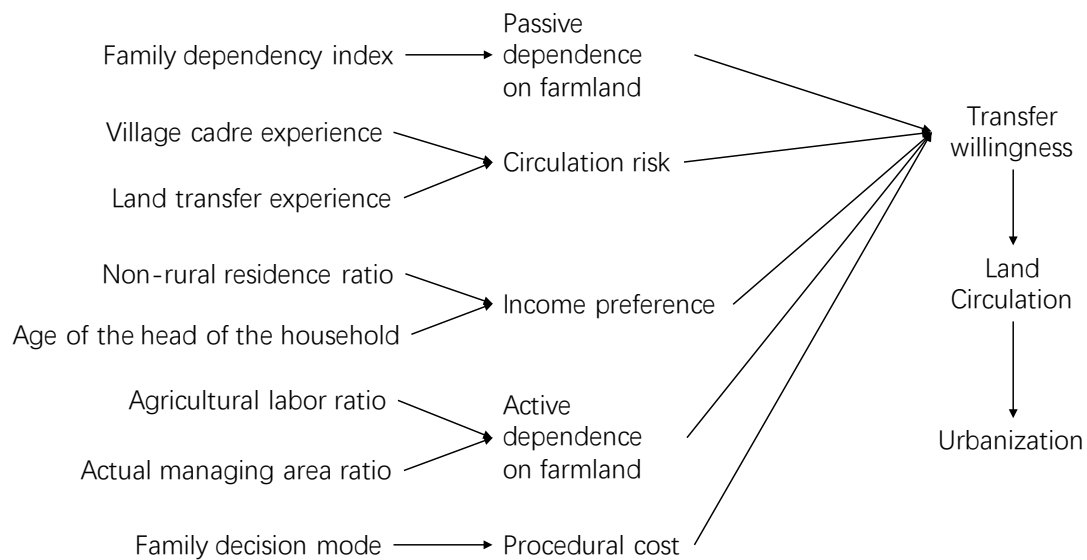 Family dependency index
Passive
dependence
on farmland
Village cadre experience
Land transfer experience
Circulation risk
Non-rural residence ratio
Age of the head of the household
Income preference
Agricultural labor ratio
Actual managing area ratio
Active
dependence
on farmland
Family decision mode
Procedural cost
Transfer
willingness
Land
Circulation
Urbanization